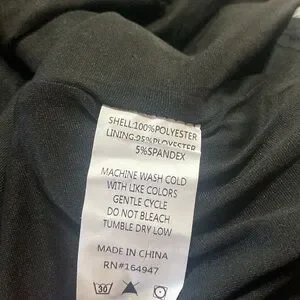 SHELL:100%POLYESTER
LINING:95%PLOYESTER
5%SPANDEX
MACHINE WASH COLD
WITH LIKE COLORS
GENTLE CYCLE
DO NOT BLEACH
TUMBLE DRY LOW
MADE IN CHINA
RN#164947
30